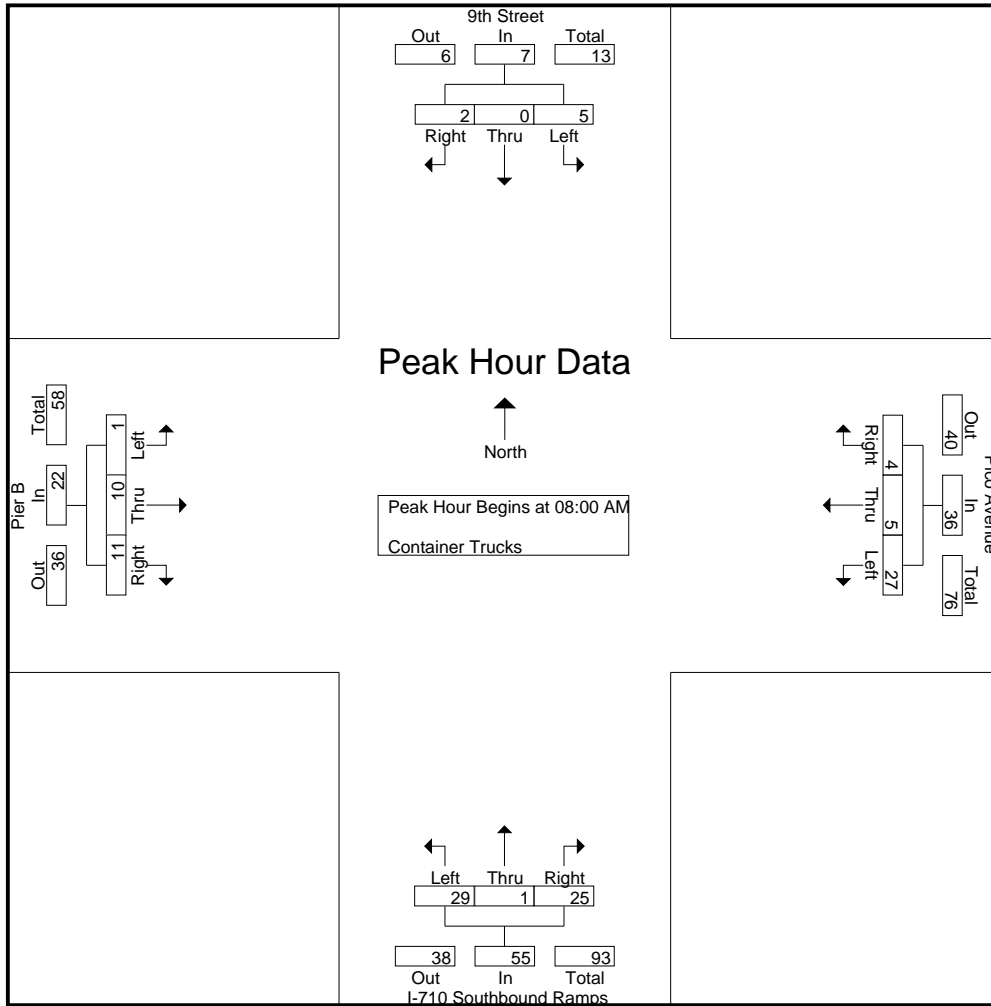 9th Street
Out In Total
6 7 13
2 0 5
Right Thru Left
Peak Hour Data
North
Peak Hour Begins at 08:00 AM
Container Trucks
Pier B
Total In Out
58 22 36
1 10 11
Left Thru Right
Right Thru Left
4 5 27
Out In Total
40 36 76
Pico Avenue
Left Thru Right
29 1 25
38 55 93
Out In Total
I-710 Southbound Ramps